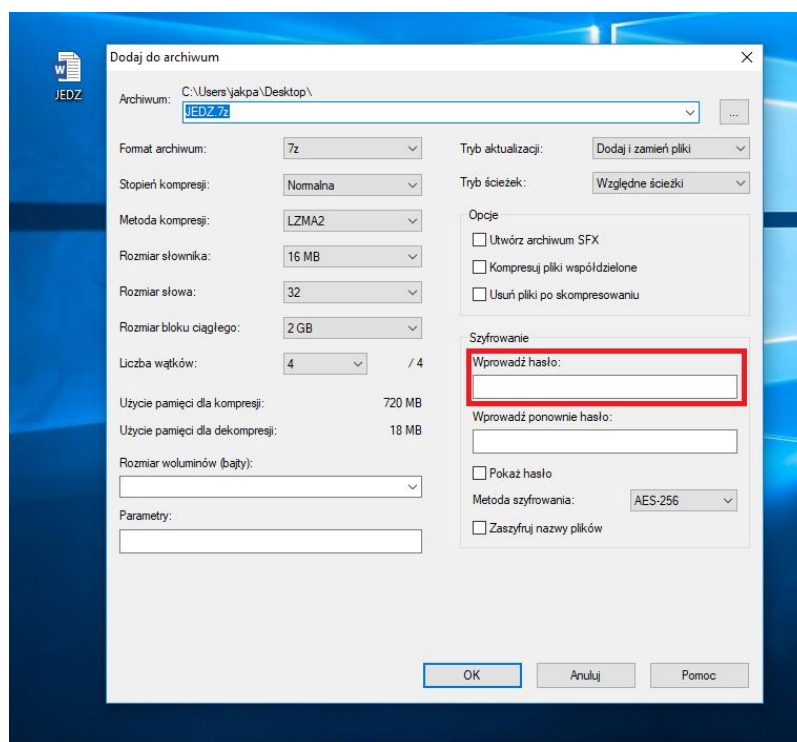 JEDZ
Dodaj do archiwum
Archiwum:
C:\Users\jakpa\Desktop\
JEDZ.7z
...
Format archiwum:
7z
Stopień kompresji:
Normalna
Metoda kompresji:
LZMA2
Rozmiar słownika:
16 MB
Rozmiar słowa:
32
Rozmiar bloku ciągłego:
2 GB
Liczba wątków:
4
/ 4
Użycie pamięci dla kompresji:
720 MB
Użycie pamięci dla dekompresji:
18 MB
Rozmiar woluminów (bajty):
Parametry:
Tryb aktualizacji:
Dodaj i zamień pliki
Tryb ścieżek:
Względne ścieżki
Opcje
Utwórz archiwum SFX
Kompresuj pliki współdzielone
Usuń pliki po skompresowaniu
Szyfrowanie
Wprowadź hasło:
Wprowadź ponownie hasło:
Pokaż hasło
Metoda szyfrowania:
AES-256
Zaszyfruj nazwy plików
OK
Anuluj
Pomoc